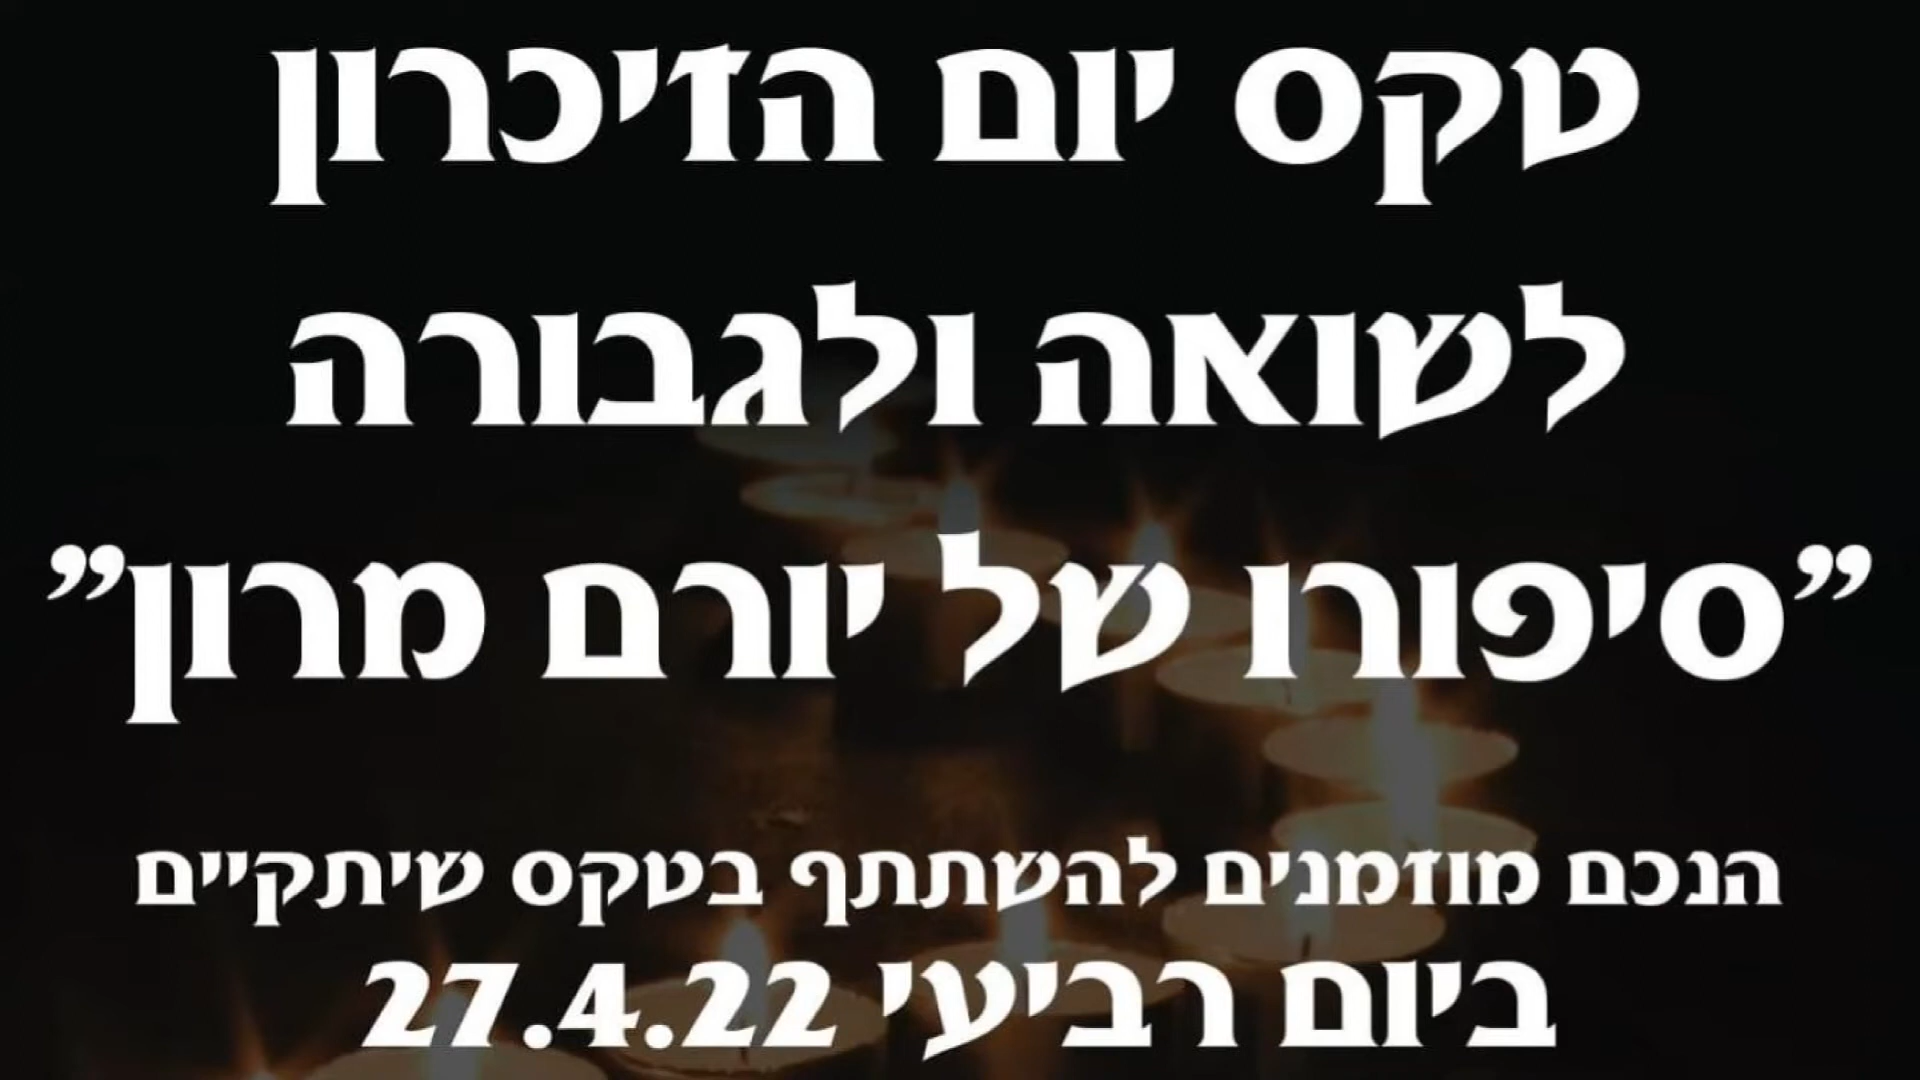 טקס יום הזיכרון
לשואה ולגבורה
”סיפורו של יורם מרון”
הנכם מוזמנים להשתתף בטקס שיתקיים
ביום רביעי 27.4.22